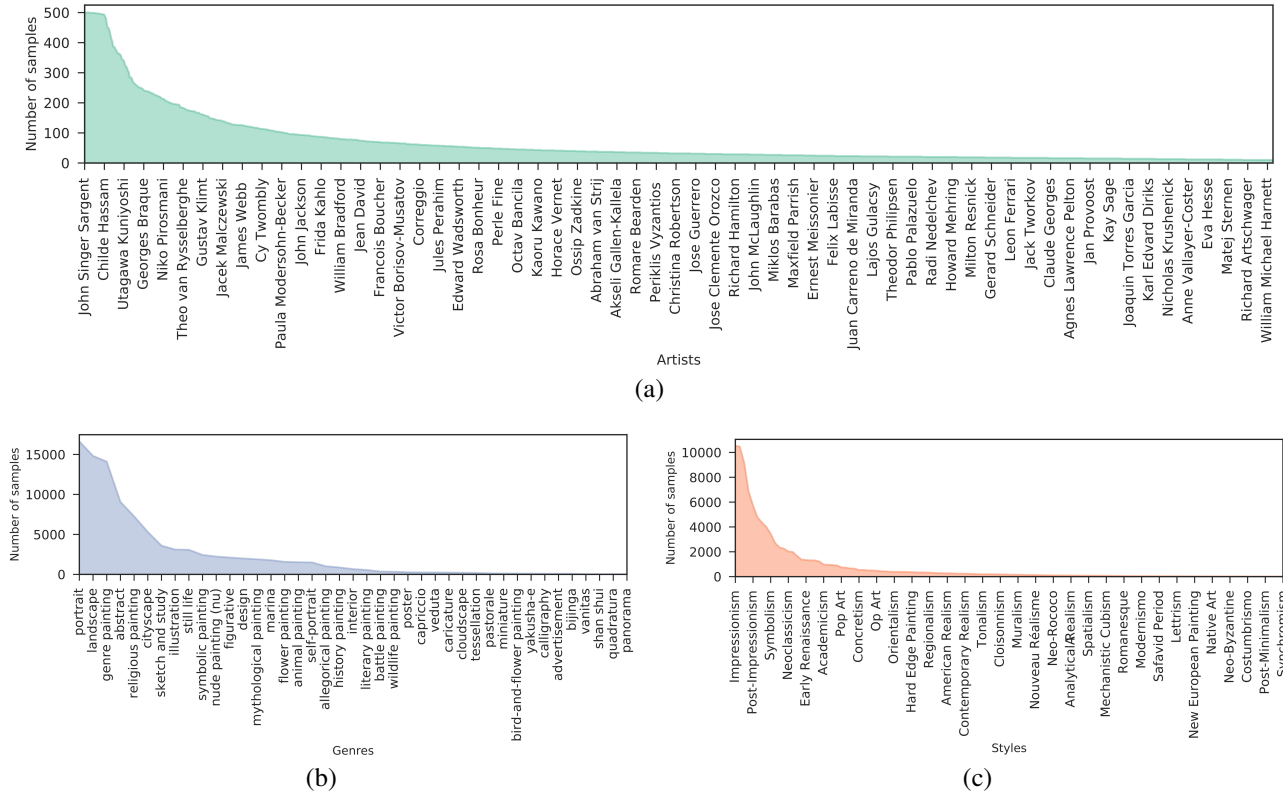 500
400
300
200
100
0
Number of samples
John Singer Sargent
Childe Hassam
Utagawa Kuniyoshi
Georges Braque
Niko Pirosmani
Theo van Rysselberghe
Gustav Klimt
Jacek Malczewski
James Webb
Cy Twombly
Paula Modersohn-Becker
John Jackson
Frida Kahlo
William Bradford
Jean David
Francois Boucher
Victor Borisov-Musatov
Correggio
Jules Perahim
Edward Wadsworth
Rosa Bonheur
Perle Fine
Octav Bancila
Kaoru Kawano
Horace Vernet
Ossip Zadkine
Abraham van Strij
Akseli Gallen-Kallela
Romare Bearden
Periklis Vyzantios
Christina Robertson
Jose Guerrero
Jose Clemente Orozco
Richard Hamilton
John McLaughlin
Miklos Barabas
Maxfield Parrish
Ernest Meissonier
Felix Labisse
Juan Carreno de Miranda
Lajos Gulacsy
Theodor Philipsen
Pablo Palazuelo
Radi Nedelchev
Howard Mehring
Milton Resnick
Gerard Schneider
Leon Ferrari
Jack Tworkov
Claude Georges
Agnes Lawrence Pelton
Jan Provoost
Kay Sage
Joaquín Torres García
Karl Edvard Diriks
Nicholas Krushenick
Anne Vallayer-Coster
Eva Hesse
Matej Sternen
Richard Artschwager
William Michael Harnett
Artists
(a)
15000
10000
5000
0
Number of samples
portrait
landscape
genre painting
abstract
religious painting
cityscape
sketch and study
illustration
still life
symbolic painting
nude painting (nu)
figurative
design
mythological painting
marina
flower painting
animal painting
self-portrait
allegorical painting
history painting
interior
literary painting
battle painting
wildlife painting
poster
capriccio
veduta
caricature
cloudscape
tessellation
pastorale
miniature
bird-and-flower painting
yakusha-e
calligraphy
advertisement
bijinga
vanitas
shan shui
quadratura
panorama
Genres
(b)
10000
8000
6000
4000
2000
0
Number of samples
Impressionism
Post-Impressionism
Symbolism
Neoclassicism
Early Renaissance
Academicism
Pop Art
Concretism
Op Art
Orientalism
Hard Edge Painting
Regionalism
American Realism
Contemporary Realism
Tonalism
Cloisonnism
Muralism
Nouveau Réalisme
Neo-Rococo
Analytical Realism
Spatialism
Mechanistic Cubism
Romanesque
Modernismo
Safavid Period
Lettrism
New European Painting
Native Art
Neo-Byzantine
Costumbrismo
Post-Minimalism
Styles
(c)